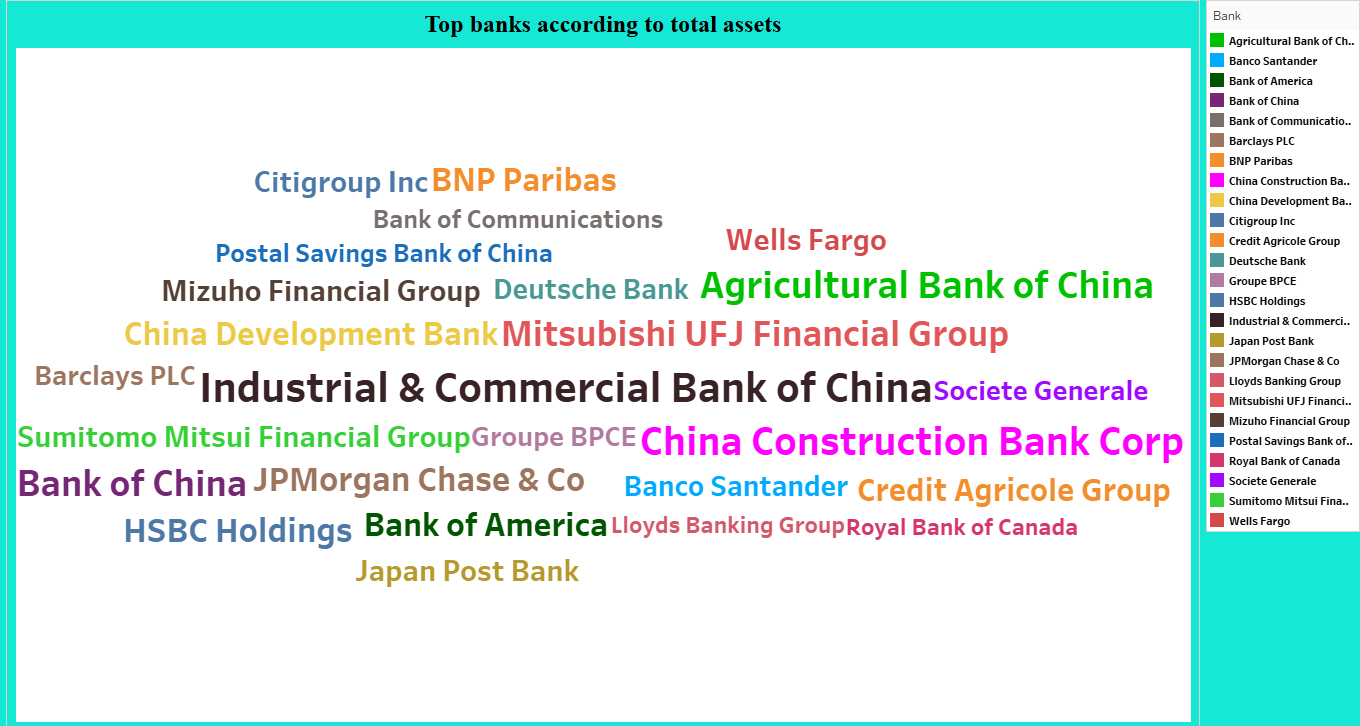 Top banks according to total assets
Citigroup Inc BNP Paribas
Bank of Communications
Wells Fargo
Postal Savings Bank of China
Mizuho Financial Group Deutsche Bank Agricultural Bank of China
China Development Bank Mitsubishi UFJ Financial Group
Barclays PLC Industrial & Commercial Bank of China Societe Generale
Sumitomo Mitsui Financial Group Groupe BPCE China Construction Bank Corp
Bank of China JPMorgan Chase & Co Banco Santander Credit Agricole Group
HSBC Holdings Bank of America Lloyds Banking Group Royal Bank of Canada
Japan Post Bank
Bank
Agricultural Bank of Ch..
Banco Santander
Bank of America
Bank of China
Bank of Communicatio..
Barclays PLC
BNP Paribas
China Construction Ba..
China Development Ba..
Citigroup Inc
Credit Agricole Group
Deutsche Bank
Groupe BPCE
HSBC Holdings
Industrial & Commerci..
Japan Post Bank
JPMorgan Chase & Co
Lloyds Banking Group
Mitsubishi UFJ Financi..
Mizuho Financial Group
Postal Savings Bank of..
Royal Bank of Canada
Societe Generale
Sumitomo Mitsui Fina..
Wells Fargo